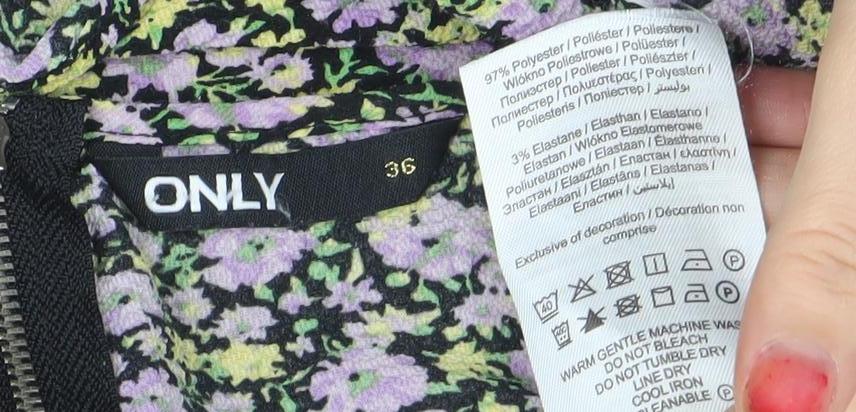 ONLY
36
97% Polyester / Poliéster / Poliestere /
Włókno Poliestrowe / Polüester /
Полиэстер / Poliester / Poliészter /
Полиестер / Πολυεστέρας / Polyesteri /
Poliesteris / Поліестер / بوليستر
3% Elastane / Elasthan / Elastano /
Elastan / Włókno Elastomerowe
Poliuretanowe / Elastaan / Élasthanne /
Эластан / Elasztán / Еластан / ελαστίνη /
Elastaani / Elastāns / Elastanas /
Еластин / إيلاستين
Exclusive of decoration / Décoration non
comprise
40 P
P
WARM GENTLE MACHINE WAS
DO NOT BLEACH
DO NOT TUMBLE DRY
LINE DRY
COOL IRON
CLEANABLE P